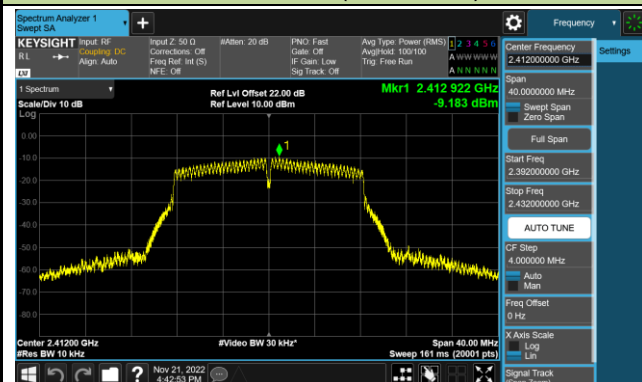 Spectrum Analyzer 1
Swept SA
+
Frequency
KEYSIGHT Input: RF
RL
Coupling: DC
Align: Auto
LXI
Input Z: 50 Ω
Corrections: Off
Freq Ref: Int (S)
NFE: Off
#Atten: 20 dB
PNO: Fast
Gate: Off
IF Gain: Low
Sig Track: Off
Avg Type: Power (RMS)
Avg|Hold: 100/100
Trig: Free Run
1 2 3 4 5 6
A W W W W W
A N N N N N
1 Spectrum
Scale/Div 10 dB
Log
Ref Lvl Offset 22.00 dB
Ref Level 10.00 dBm
Mkr1 2.412 922 GHz
-9.183 dBm
1
0.00
-10.0
-20.0
-30.0
-40.0
-50.0
-60.0
-70.0
-80.0
Center 2.41200 GHz
#Res BW 10 kHz
#Video BW 30 kHz*
Span 40.00 MHz
Sweep 161 ms (20001 pts)
Center Frequency
2.412000000 GHz
Settings
Span
40.0000000 MHz
Swept Span
Zero Span
Full Span
Start Freq
2.392000000 GHz
Stop Freq
2.432000000 GHz
AUTO TUNE
CF Step
4.000000 MHz
Auto
Man
Freq Offset
0 Hz
X Axis Scale
Log
Lin
Signal Track
(Span Zoom)
?
Nov 21, 2022
4:42:53 PM